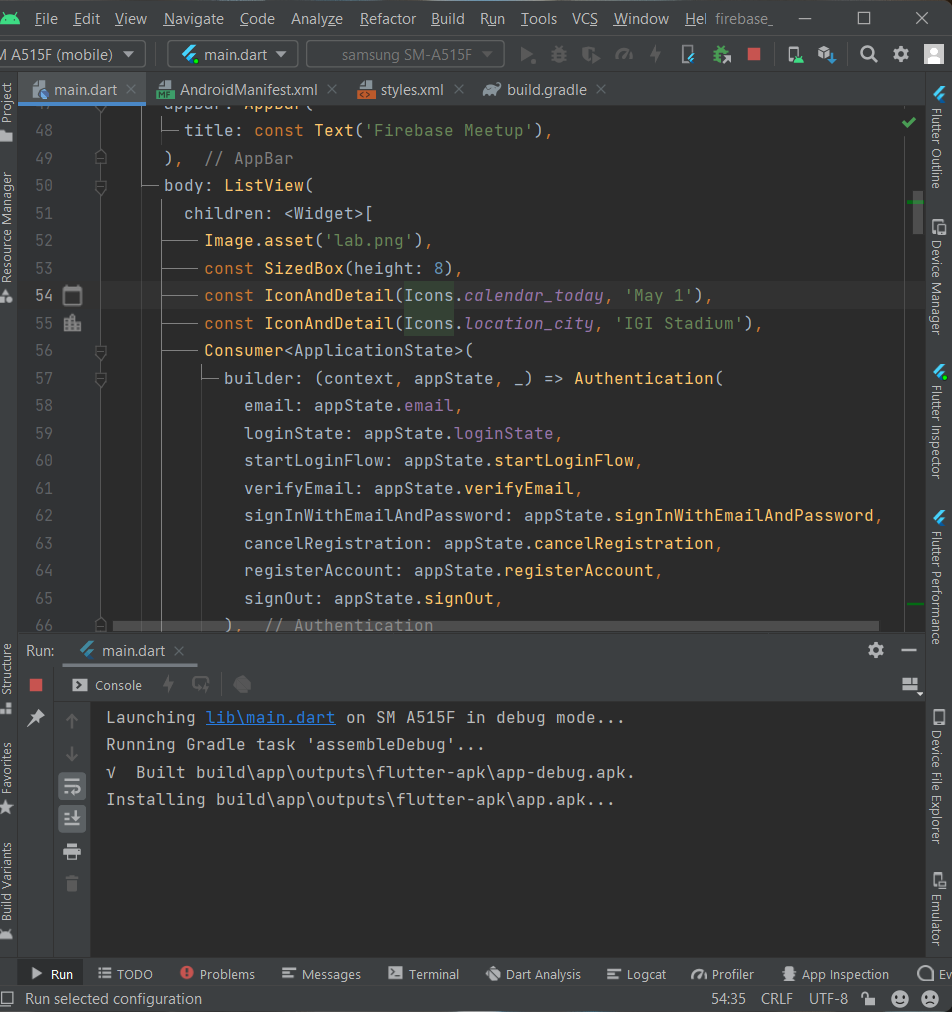 File Edit View Navigate Code Analyze Refactor Build Run Tools VCS Window Hel firebase_
M A515F (mobile) main.dart samsung SM-A515F
main.dart AndroidManifest.xml styles.xml build.gradle
47 appBar: AppBar(
48 title: const Text('Firebase Meetup'),
49 ), // AppBar
50 body: ListView(
51 children: <Widget>[
52 Image.asset('lab.png'),
53 const SizedBox(height: 8),
54 const IconAndDetail(Icons.calendar_today, 'May 1'),
55 const IconAndDetail(Icons.location_city, 'IGI Stadium'),
56 Consumer<ApplicationState>(
57 builder: (context, appState, _) => Authentication(
58 email: appState.email,
59 loginState: appState.loginState,
60 startLoginFlow: appState.startLoginFlow,
61 verifyEmail: appState.verifyEmail,
62 signInWithEmailAndPassword: appState.signInWithEmailAndPassword,
63 cancelRegistration: appState.cancelRegistration,
64 registerAccount: appState.registerAccount,
65 signOut: appState.signOut,
66 ), // Authentication
Project
Resource Manager
Structure
Favorites
Build Variants
Flutter Outline
Device Manager
Flutter Inspector
Flutter Performance
Device File Explorer
Emulator
Run: main.dart
Console
Launching lib\main.dart on SM A515F in debug mode...
Running Gradle task 'assembleDebug'...
√ Built build\app\outputs\flutter-apk\app-debug.apk.
Installing build\app\outputs\flutter-apk\app.apk...
Run TODO Problems Messages Terminal Dart Analysis Logcat Profiler App Inspection Ev
Run selected configuration 54:35 CRLF UTF-8